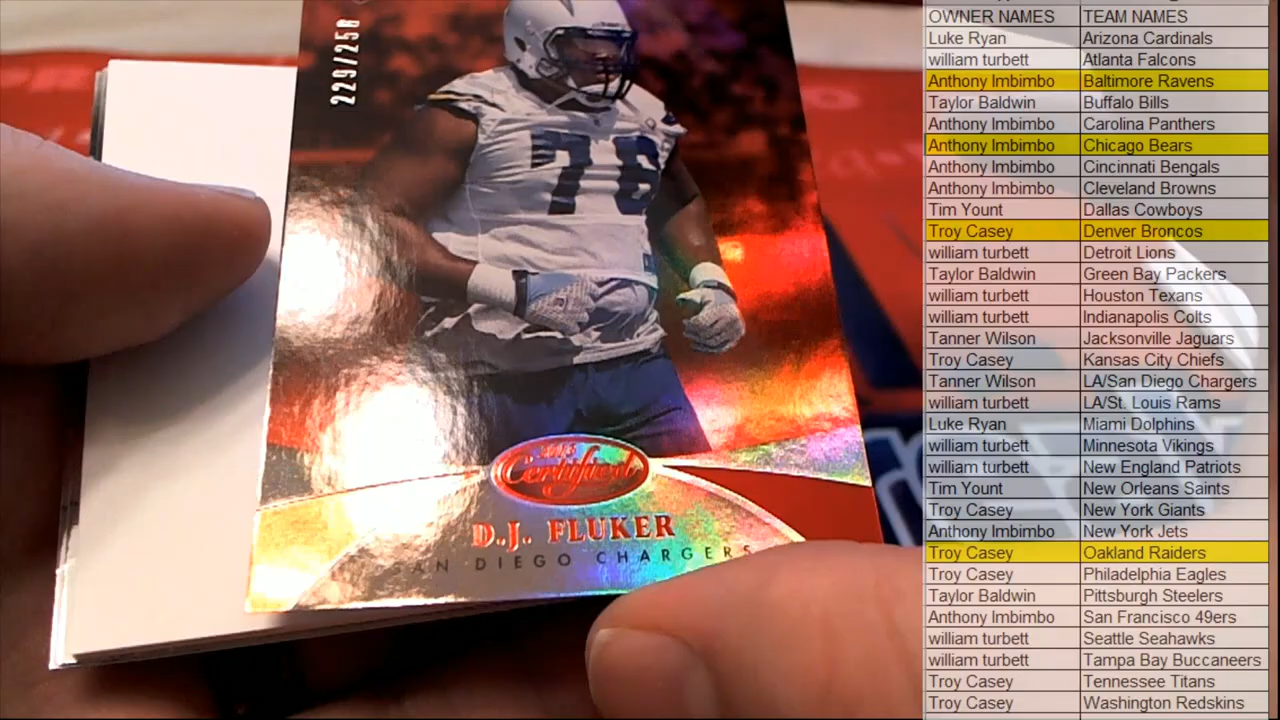 229/250
76
2013
Certified
D.J. FLUKER
SAN DIEGO CHARGERS
OWNER NAMES TEAM NAMES
Luke Ryan Arizona Cardinals
william turbett Atlanta Falcons
Anthony Imbimbo Baltimore Ravens
Taylor Baldwin Buffalo Bills
Anthony Imbimbo Carolina Panthers
Anthony Imbimbo Chicago Bears
Anthony Imbimbo Cincinnati Bengals
Anthony Imbimbo Cleveland Browns
Tim Yount Dallas Cowboys
Troy Casey Denver Broncos
william turbett Detroit Lions
Taylor Baldwin Green Bay Packers
william turbett Houston Texans
william turbett Indianapolis Colts
Tanner Wilson Jacksonville Jaguars
Troy Casey Kansas City Chiefs
Tanner Wilson LA/San Diego Chargers
william turbett LA/St. Louis Rams
Luke Ryan Miami Dolphins
william turbett Minnesota Vikings
william turbett New England Patriots
Tim Yount New Orleans Saints
Troy Casey New York Giants
Anthony Imbimbo New York Jets
Troy Casey Oakland Raiders
Troy Casey Philadelphia Eagles
Taylor Baldwin Pittsburgh Steelers
Anthony Imbimbo San Francisco 49ers
william turbett Seattle Seahawks
william turbett Tampa Bay Buccaneers
Troy Casey Tennessee Titans
Troy Casey Washington Redskins